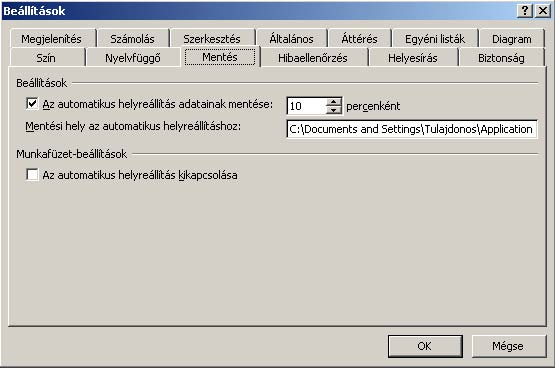 Beállítások
Megjelenítés Számolás Szerkesztés Általános Áttérés Egyéni listák Diagram
Szín Nyelvfüggő Mentés Hibaellenőrzés Helyesírás Biztonság
Beállítások
Az automatikus helyreállítás adatainak mentése: 10 percenként
Mentési hely az automatikus helyreállításhoz: C:\Documents and Settings\Tulajdonos\Application
Munkafüzet-beállítások
Az automatikus helyreállítás kikapcsolása
OK Mégse